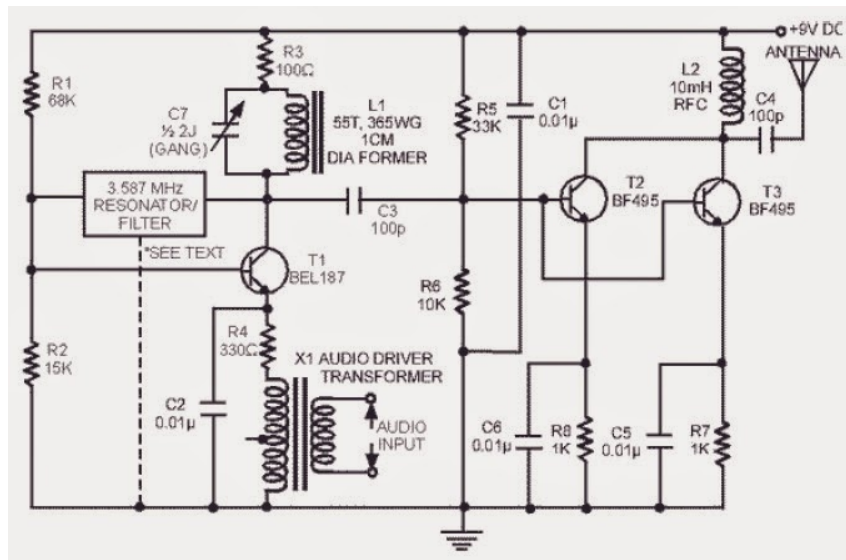 +9V DC
ANTENNA
R3
100Ω
R1
68K
C7
½ 2J
(GANG)
L1
55T, 36SWG
1CM
DIA FORMER
R5
33K
C1
0.01µ
L2
10mH
RFC
C4
100p
3.587 MHz
RESONATOR/
FILTER
*SEE TEXT
C3
100p
T1
BEL187
T2
BF495
T3
BF495
R6
10K
R2
15K
R4
330Ω
C2
0.01µ
X1 AUDIO DRIVER
TRANSFORMER
AUDIO
INPUT
C6
0.01µ
R8
1K
C5
0.01µ
R7
1K